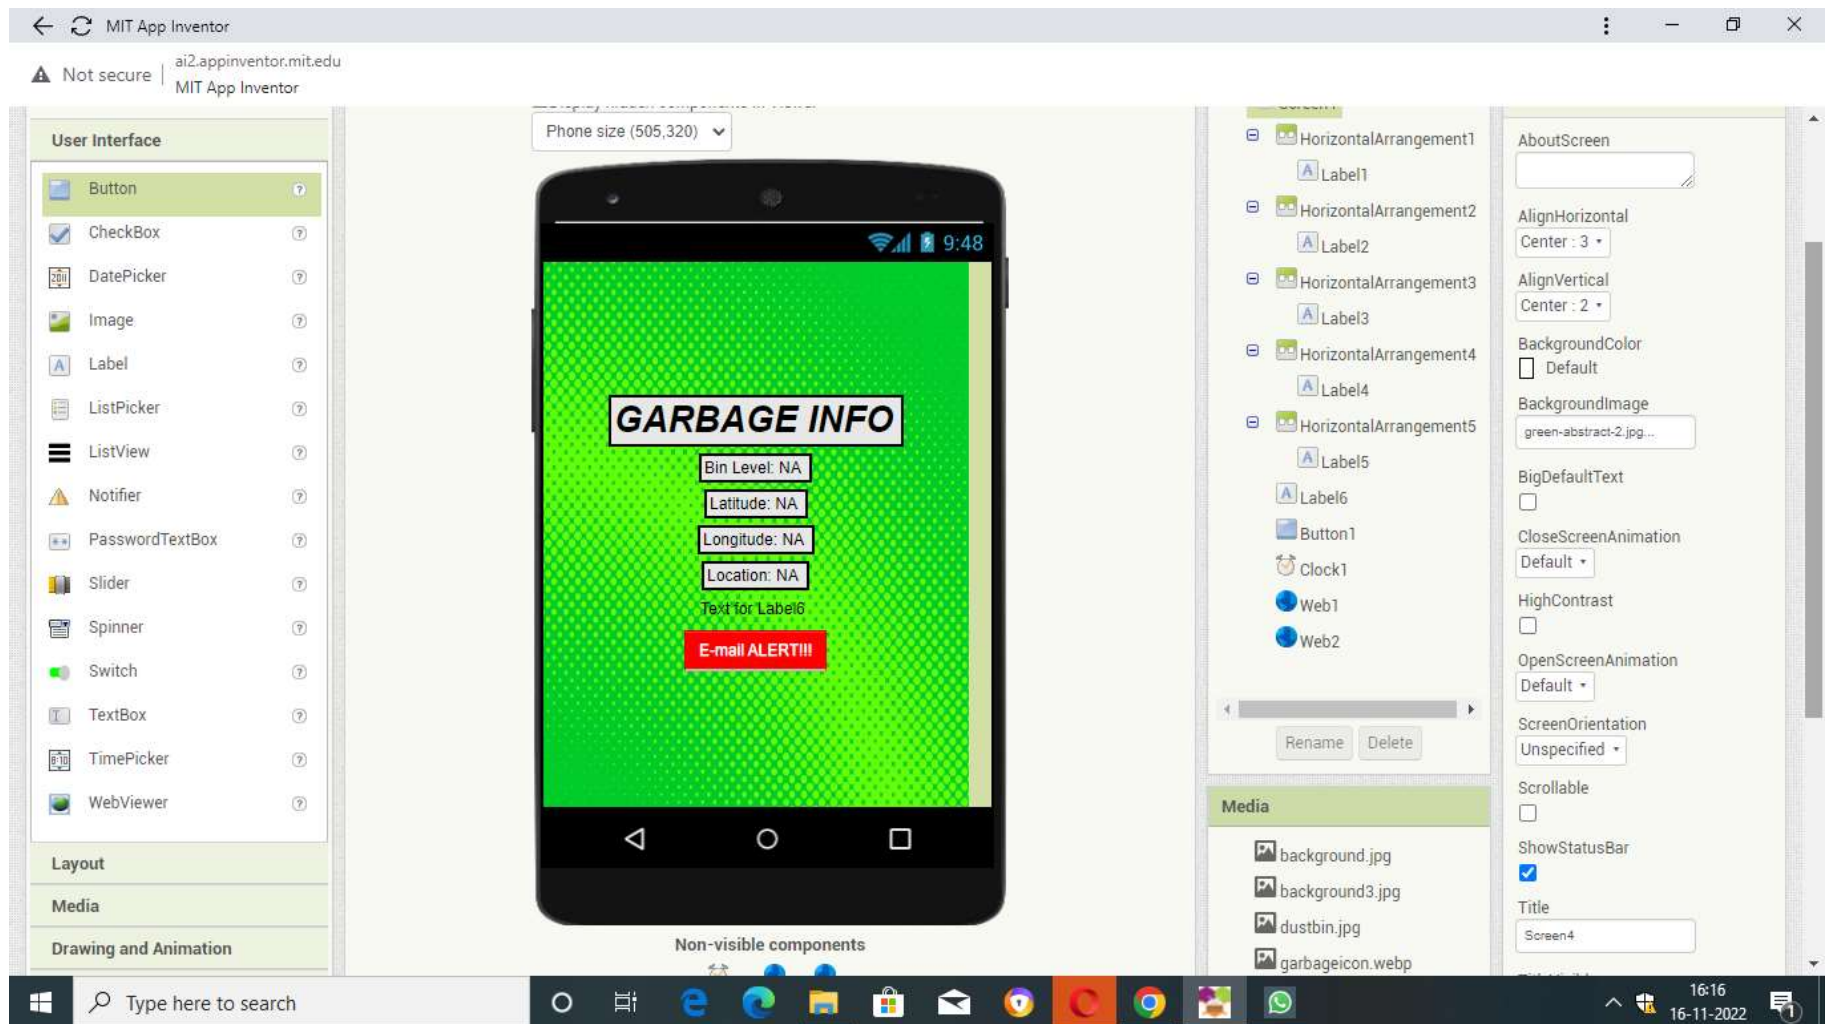 MIT App Inventor
Not secure
ai2.appinventor.mit.edu
MIT App Inventor
User Interface
Button
CheckBox
DatePicker
Image
Label
ListPicker
ListView
Notifier
PasswordTextBox
Slider
Spinner
Switch
TextBox
TimePicker
WebViewer
Layout
Media
Drawing and Animation
Phone size (505,320)
9:48
GARBAGE INFO
Bin Level: NA
Latitude: NA
Longitude: NA
Location: NA
Text for Label6
E-mail ALERT!!!
Non-visible components
HorizontalArrangement1
Label1
HorizontalArrangement2
Label2
HorizontalArrangement3
Label3
HorizontalArrangement4
Label4
HorizontalArrangement5
Label5
Label6
Button1
Clock1
Web1
Web2
Rename Delete
Media
background.jpg
background3.jpg
dustbin.jpg
garbageicon.webp
AboutScreen
AlignHorizontal
Center : 3
AlignVertical
Center : 2
BackgroundColor
Default
BackgroundImage
green-abstract-2.jpg...
BigDefaultText
CloseScreenAnimation
Default
HighContrast
OpenScreenAnimation
Default
ScreenOrientation
Unspecified
Scrollable
ShowStatusBar
Title
Screen4
Type here to search
16:16
16-11-2022